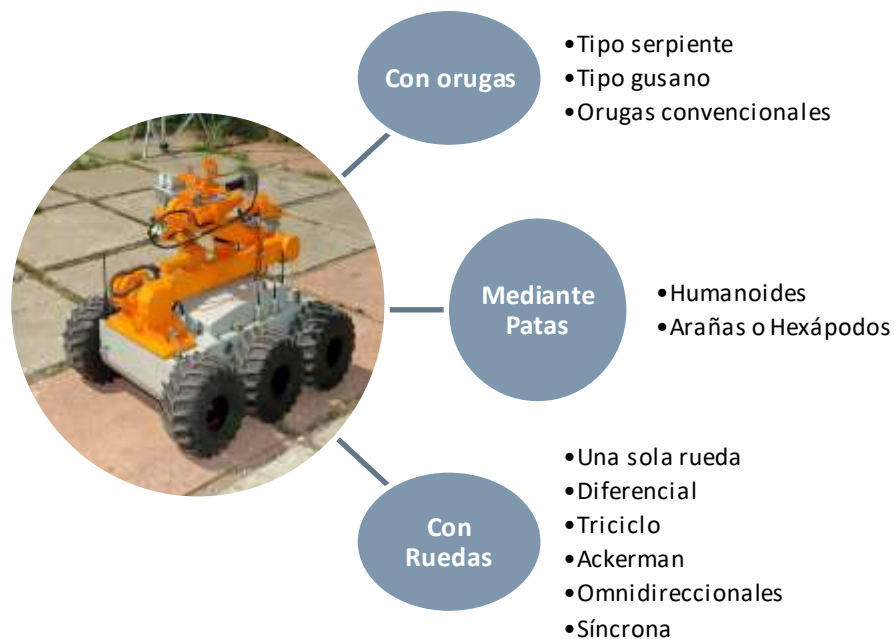 Con orugas
•Tipo serpiente
•Tipo gusano
•Orugas convencionales
Mediante
Patas
•Humanoides
•Arañas o Hexápodos
Con
Ruedas
•Una sola rueda
•Diferencial
•Triciclo
•Ackerman
•Omnidireccionales
•Síncrona